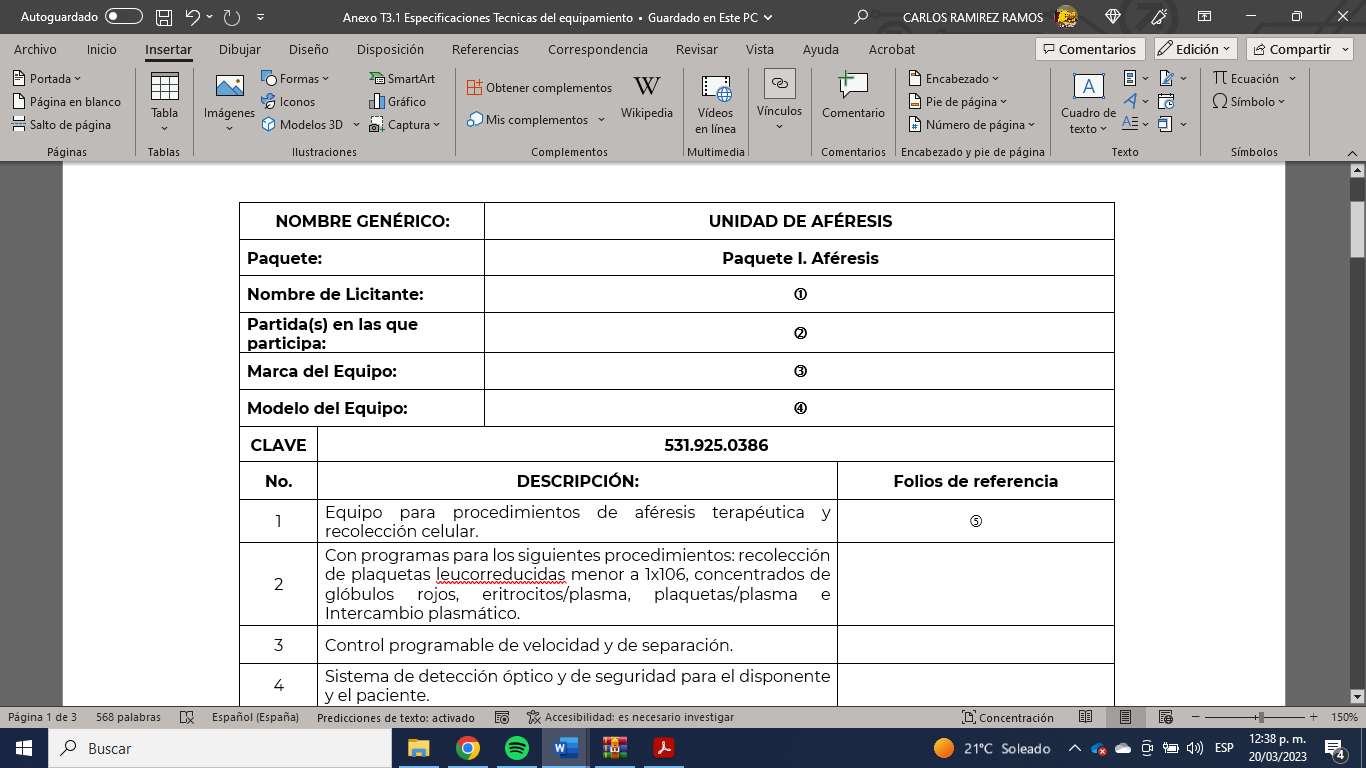 Autoguardado
Anexo T3.1 Especificaciones Tecnicas del equipamiento • Guardado en Este PC
CARLOS RAMIREZ RAMOS
Archivo Inicio Insertar Dibujar Diseño Disposición Referencias Correspondencia Revisar Vista Ayuda Acrobat
Comentarios Edición Compartir
Portada
Página en blanco
Salto de página
Páginas
Tabla
Tablas
Imágenes
Formas
Iconos
Modelos 3D
SmartArt
Gráfico
Captura
Ilustraciones
Obtener complementos
Mis complementos
W
Wikipedia
Complementos
Vídeos
en línea
Multimedia
Vínculos
Comentario
Comentarios
Encabezado
Pie de página
Número de página
Encabezado y pie de página
A
Cuadro de
texto
Texto
Ecuación
Símbolo
Símbolos
NOMBRE GENÉRICO: UNIDAD DE AFÉRESIS
Paquete: Paquete I. Aféresis
Nombre de Licitante: ①
Partida(s) en las que
participa: ②
Marca del Equipo: ③
Modelo del Equipo: ④
CLAVE 531.925.0386
No. DESCRIPCIÓN: Folios de referencia
1 Equipo para procedimientos de aféresis terapéutica y
recolección celular. ⑤
2 Con programas para los siguientes procedimientos: recolección
de plaquetas leucorreducidas menor a 1x106, concentrados de
glóbulos rojos, eritrocitos/plasma, plaquetas/plasma e
Intercambio plasmático.
3 Control programable de velocidad y de separación.
4 Sistema de detección óptico y de seguridad para el disponente
y el paciente.
Página 1 de 3 568 palabras Español (España) Predicciones de texto: activado Accesibilidad: es necesario investigar Concentración 150%
Buscar
21°C Soleado
ESP
12:38 p. m.
20/03/2023
4